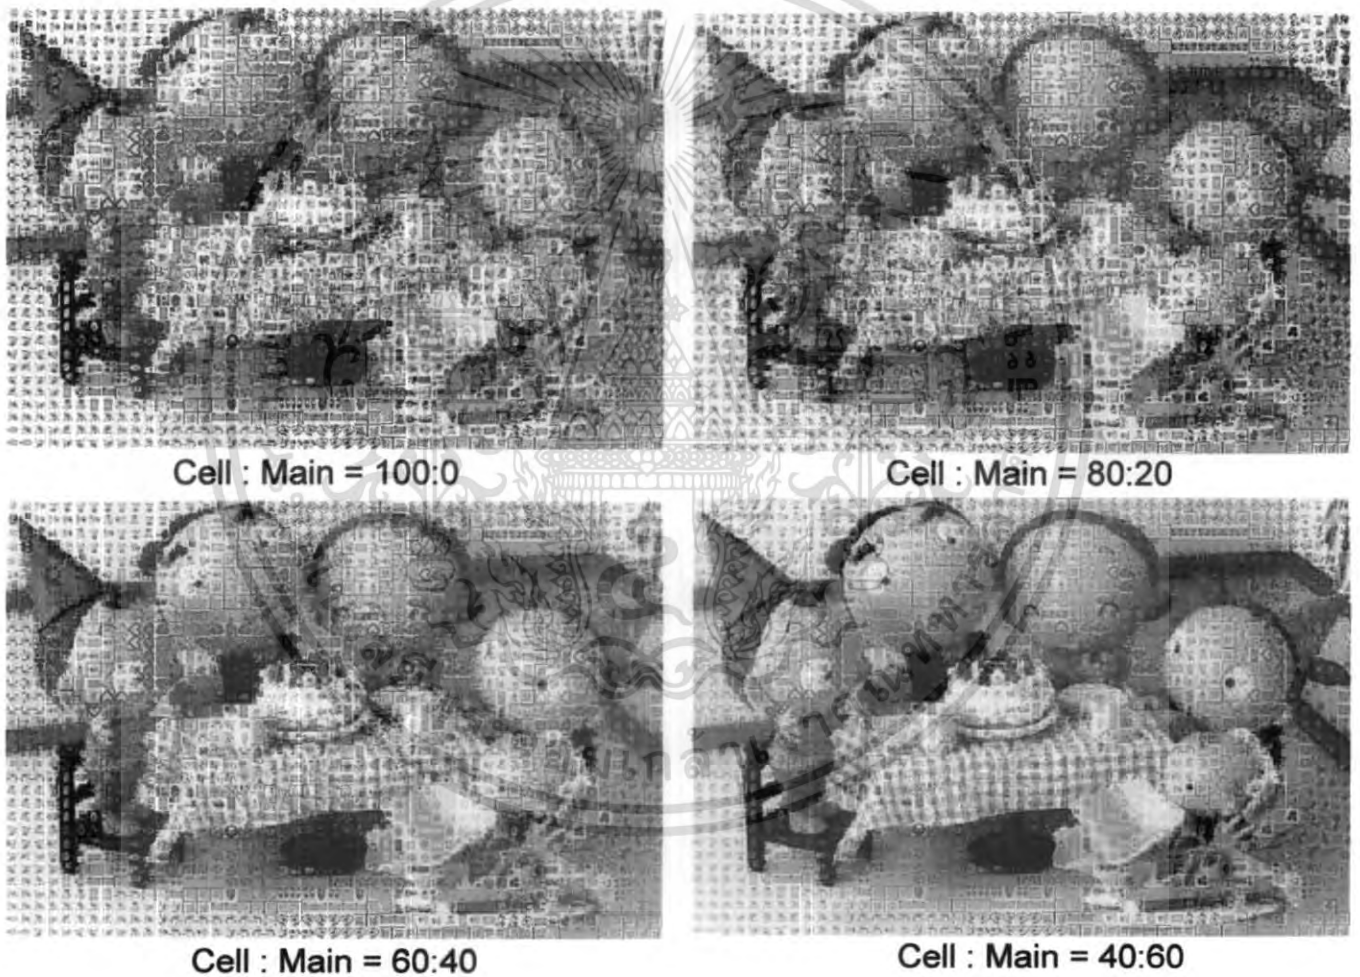 Cell : Main = 100:0
Cell : Main = 80:20
Cell : Main = 60:40
Cell : Main = 40:60